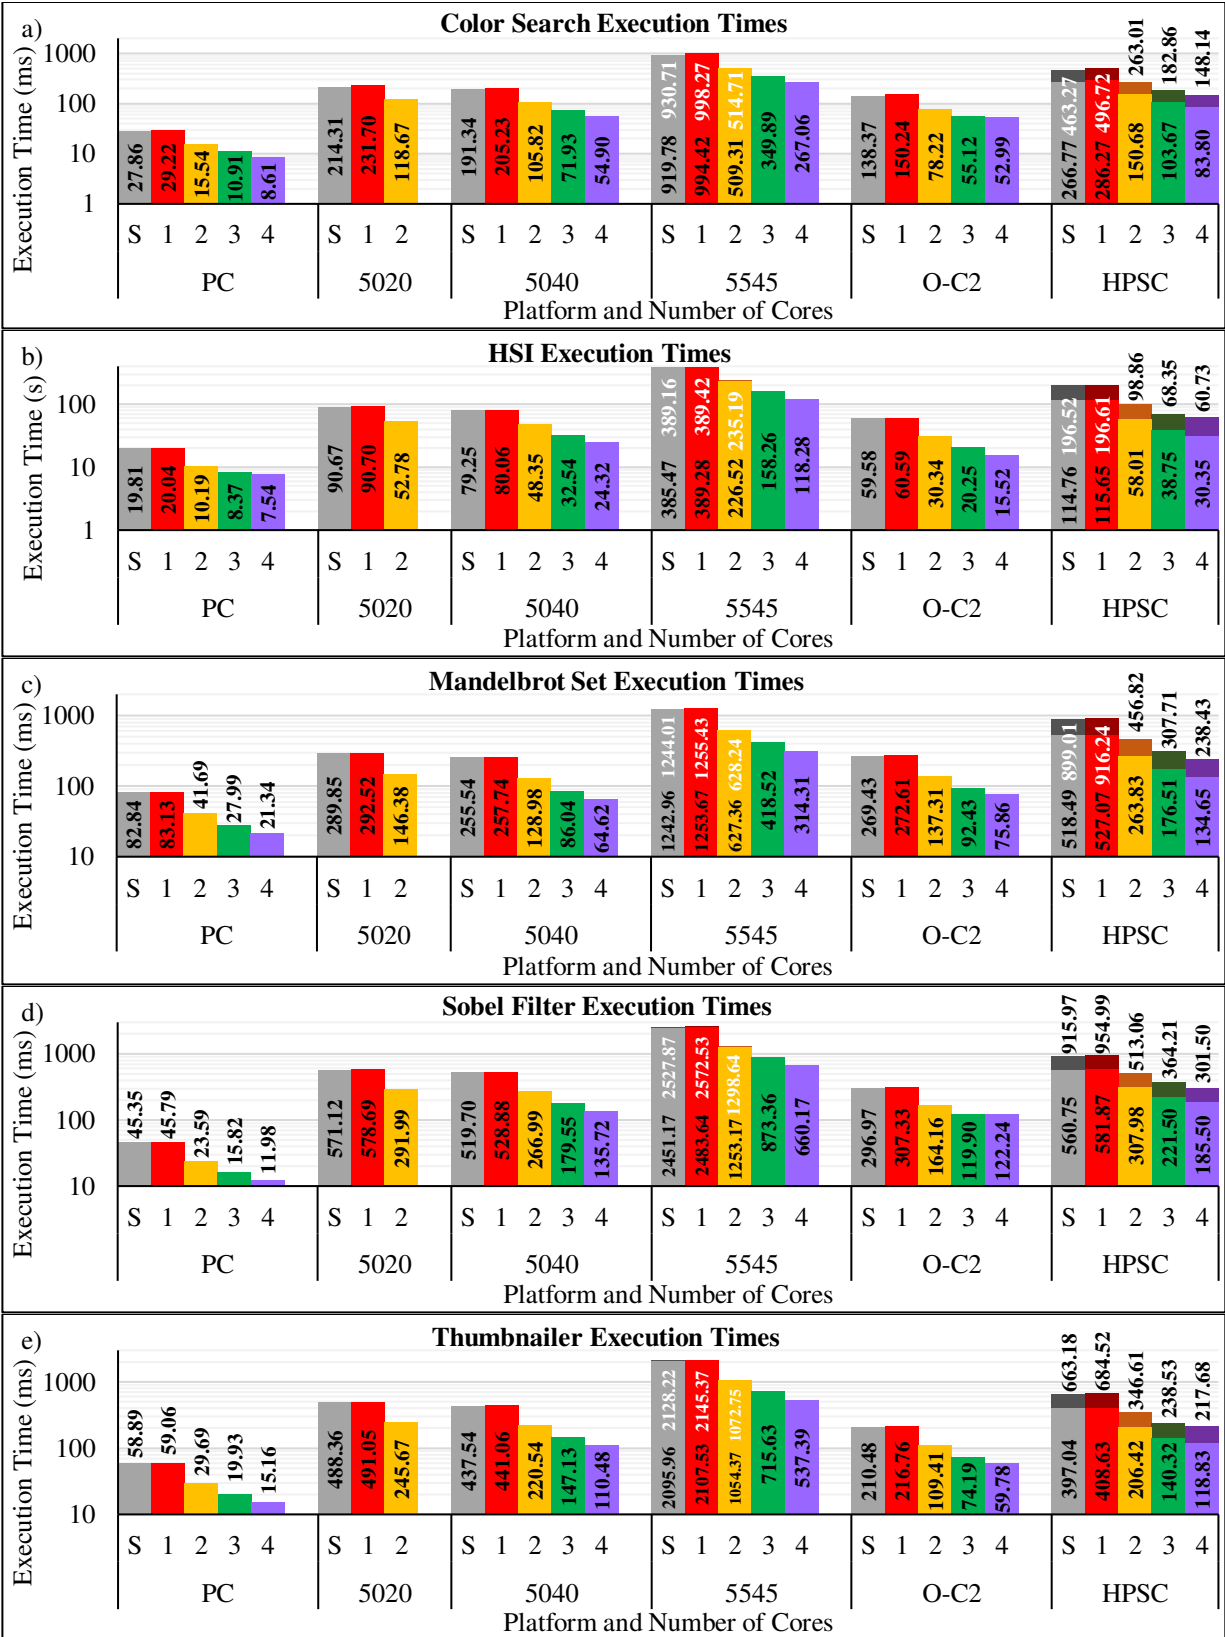 a)
Color Search Execution Times
Execution Time (ms)
1000
100
10
1
27.86 29.22 15.54 10.91 8.61
214.31 231.70 118.67
191.34 205.23 105.82 71.93 54.90
919.78 930.71 994.42 998.27 509.31 514.71 349.89 267.06
138.37 150.24 78.22 55.12 52.99
266.77 463.27 286.27 496.72 150.68 263.01 103.67 182.86 83.80 148.14
S 1 2 3 4 S 1 2 S 1 2 3 4 S 1 2 3 4 S 1 2 3 4 S 1 2 3 4
PC 5020 5040 5545 O-C2 HPSC
Platform and Number of Cores
b)
HSI Execution Times
Execution Time (s)
100
10
1
19.81 20.04 10.19 8.37 7.54
90.67 90.70 52.78
79.25 80.06 48.35 32.54 24.32
385.47 389.16 389.28 389.42 226.52 235.19 158.26 118.28
59.58 60.59 30.34 20.25 15.52
114.76 196.52 115.65 196.61 58.01 98.86 38.75 68.35 30.35 60.73
S 1 2 3 4 S 1 2 S 1 2 3 4 S 1 2 3 4 S 1 2 3 4 S 1 2 3 4
PC 5020 5040 5545 O-C2 HPSC
Platform and Number of Cores
c)
Mandelbrot Set Execution Times
Execution Time (ms)
1000
100
10
82.84 83.13 41.69 27.99 21.34
289.85 292.52 146.38
255.54 257.74 128.98 86.04 64.62
1242.96 1244.01 1253.67 1255.43 627.36 628.24 418.52 314.31
269.43 272.61 137.31 92.43 75.86
518.49 899.01 527.07 916.24 263.83 456.82 176.51 307.71 134.65 238.43
S 1 2 3 4 S 1 2 S 1 2 3 4 S 1 2 3 4 S 1 2 3 4 S 1 2 3 4
PC 5020 5040 5545 O-C2 HPSC
Platform and Number of Cores
d)
Sobel Filter Execution Times
Execution Time (ms)
1000
100
10
45.35 45.79 23.59 15.82 11.98
571.12 578.69 291.99
519.70 528.88 266.99 179.55 135.72
2451.17 2527.87 2483.64 2572.53 1253.17 1298.64 873.36 660.17
296.97 307.33 164.16 119.90 122.24
560.75 915.97 581.87 954.99 307.98 513.06 221.50 364.21 185.50 301.50
S 1 2 3 4 S 1 2 S 1 2 3 4 S 1 2 3 4 S 1 2 3 4 S 1 2 3 4
PC 5020 5040 5545 O-C2 HPSC
Platform and Number of Cores
e)
Thumbnailer Execution Times
Execution Time (ms)
1000
100
10
58.89 59.06 29.69 19.93 15.16
488.36 491.05 245.67
437.54 441.06 220.54 147.13 110.48
2095.96 2128.22 2107.53 2145.37 1054.37 1072.75 715.63 537.39
210.48 216.76 109.41 74.19 59.78
397.04 663.18 408.63 684.52 206.42 346.61 140.32 238.53 118.83 217.68
S 1 2 3 4 S 1 2 S 1 2 3 4 S 1 2 3 4 S 1 2 3 4 S 1 2 3 4
PC 5020 5040 5545 O-C2 HPSC
Platform and Number of Cores